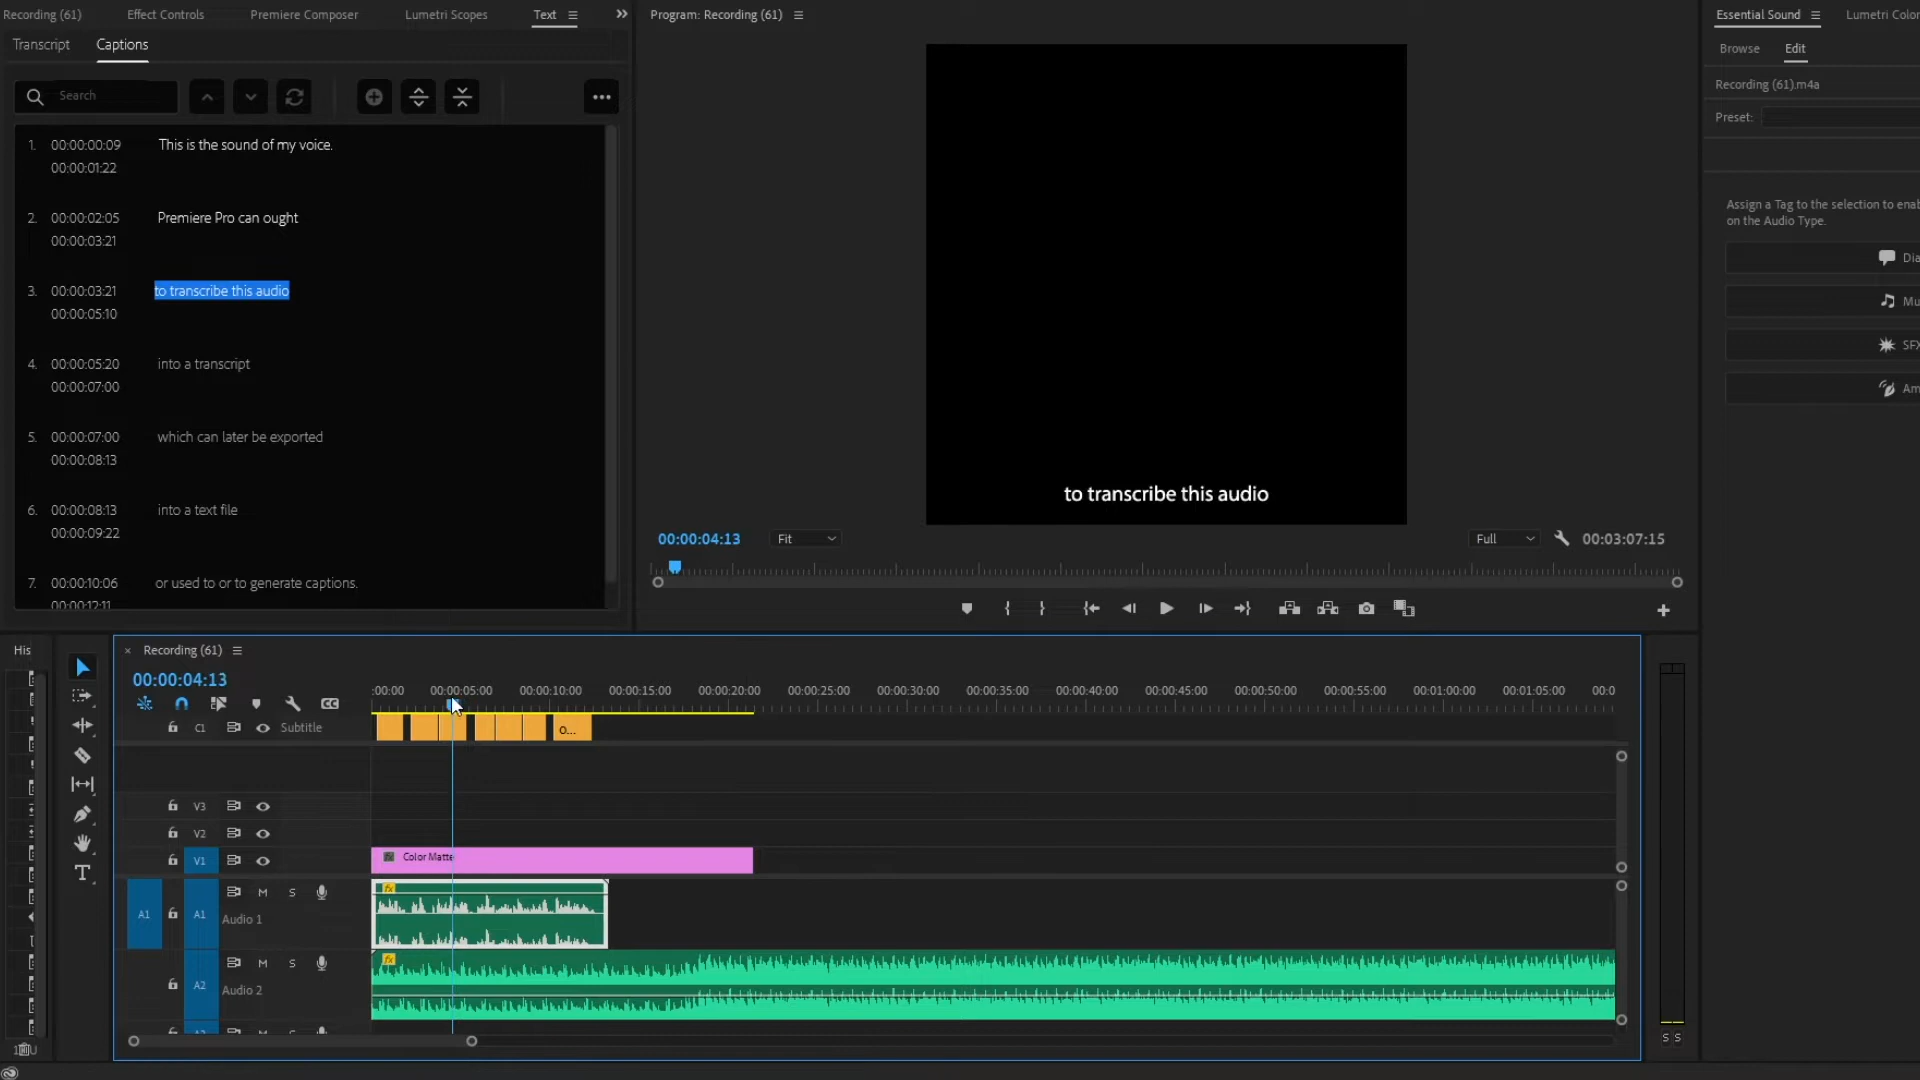 Recording (61)
Effect Controls
Premiere Composer
Lumetri Scopes
Text
Program: Recording (61)
Essential Sound
Lumetri Color
Transcript
Captions
Browse
Edit
Search
Recording (61).m4a
Preset:
1. 00:00:00:09 This is the sound of my voice.
00:00:01:22
2. 00:00:02:05 Premiere Pro can ought
00:00:03:21
3. 00:00:03:21 to transcribe this audio
00:00:05:10
4. 00:00:05:20 into a transcript
00:00:07:00
5. 00:00:07:00 which can later be exported
00:00:08:13
6. 00:00:08:13 into a text file
00:00:09:22
7. 00:00:10:06 or used to or to generate captions.
00:00:12:11
Assign a Tag to the selection to enab
on the Audio Type.
Dia
Mu
SFX
Am
to transcribe this audio
00:00:04:13
Fit
Full
00:03:07:15
His
Recording (61)
00:00:04:13
:00:00 00:00:05:00 00:00:10:00 00:00:15:00 00:00:20:00 00:00:25:00 00:00:30:00 00:00:35:00 00:00:40:00 00:00:45:00 00:00:50:00 00:00:55:00 00:01:00:00 00:01:05:00 00:0
CC
C1 Subtitle
o...
V3
V2
V1
fx Color Matte
A1 A1 M S
Audio 1
fx
A2 M S
Audio 2
fx
S S